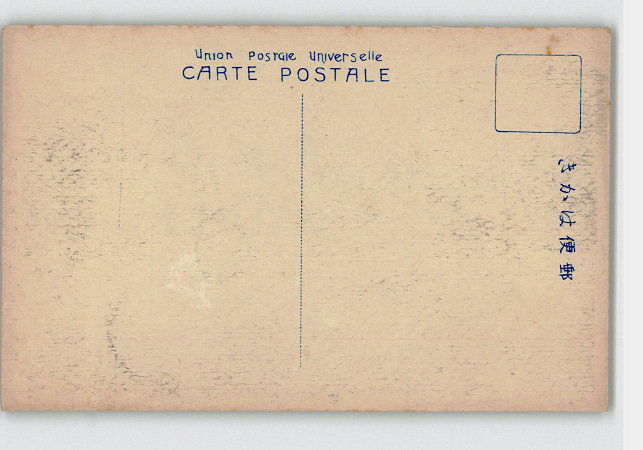 Union Postale Universelle
CARTE POSTALE
郵便はかき